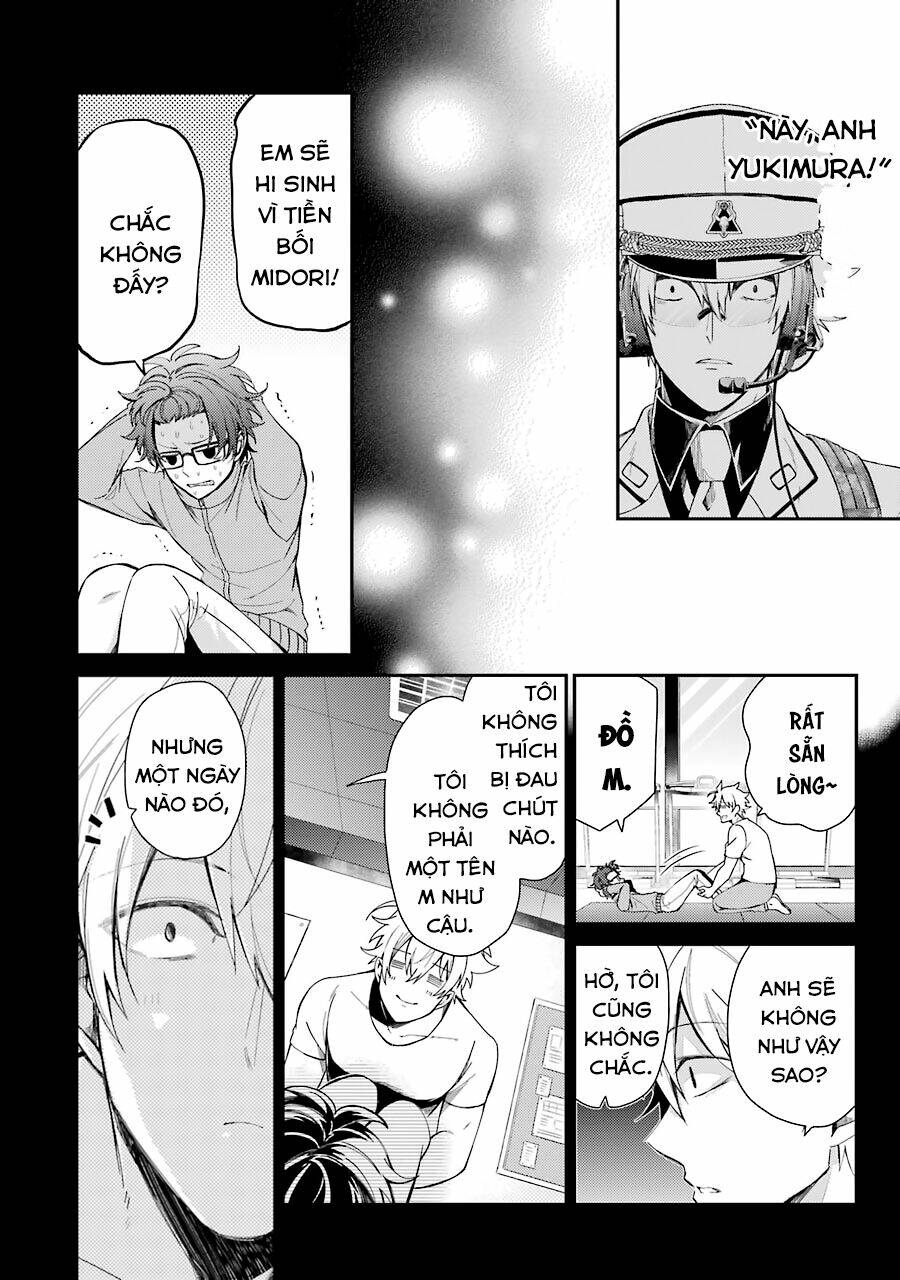 “NÀY, ANH
YUKIMURA!”
EM SẼ
HI SINH
VÌ TIỀN
BỐI
MIDORI!
CHẮC
KHÔNG
ĐẤY?
RẤT
SẴN
LÒNG~
ĐỒ
M.
ANH SẼ
KHÔNG
NHƯ VẬY
SAO?
HỜ, TÔI
CŨNG
KHÔNG
CHẮC.
TÔI
KHÔNG
THÍCH
BỊ ĐAU
CHÚT
NÀO.
TÔI
KHÔNG
PHẢI
MỘT TÊN
M NHƯ
CẬU.
NHƯNG
MỘT NGÀY
NÀO ĐÓ,